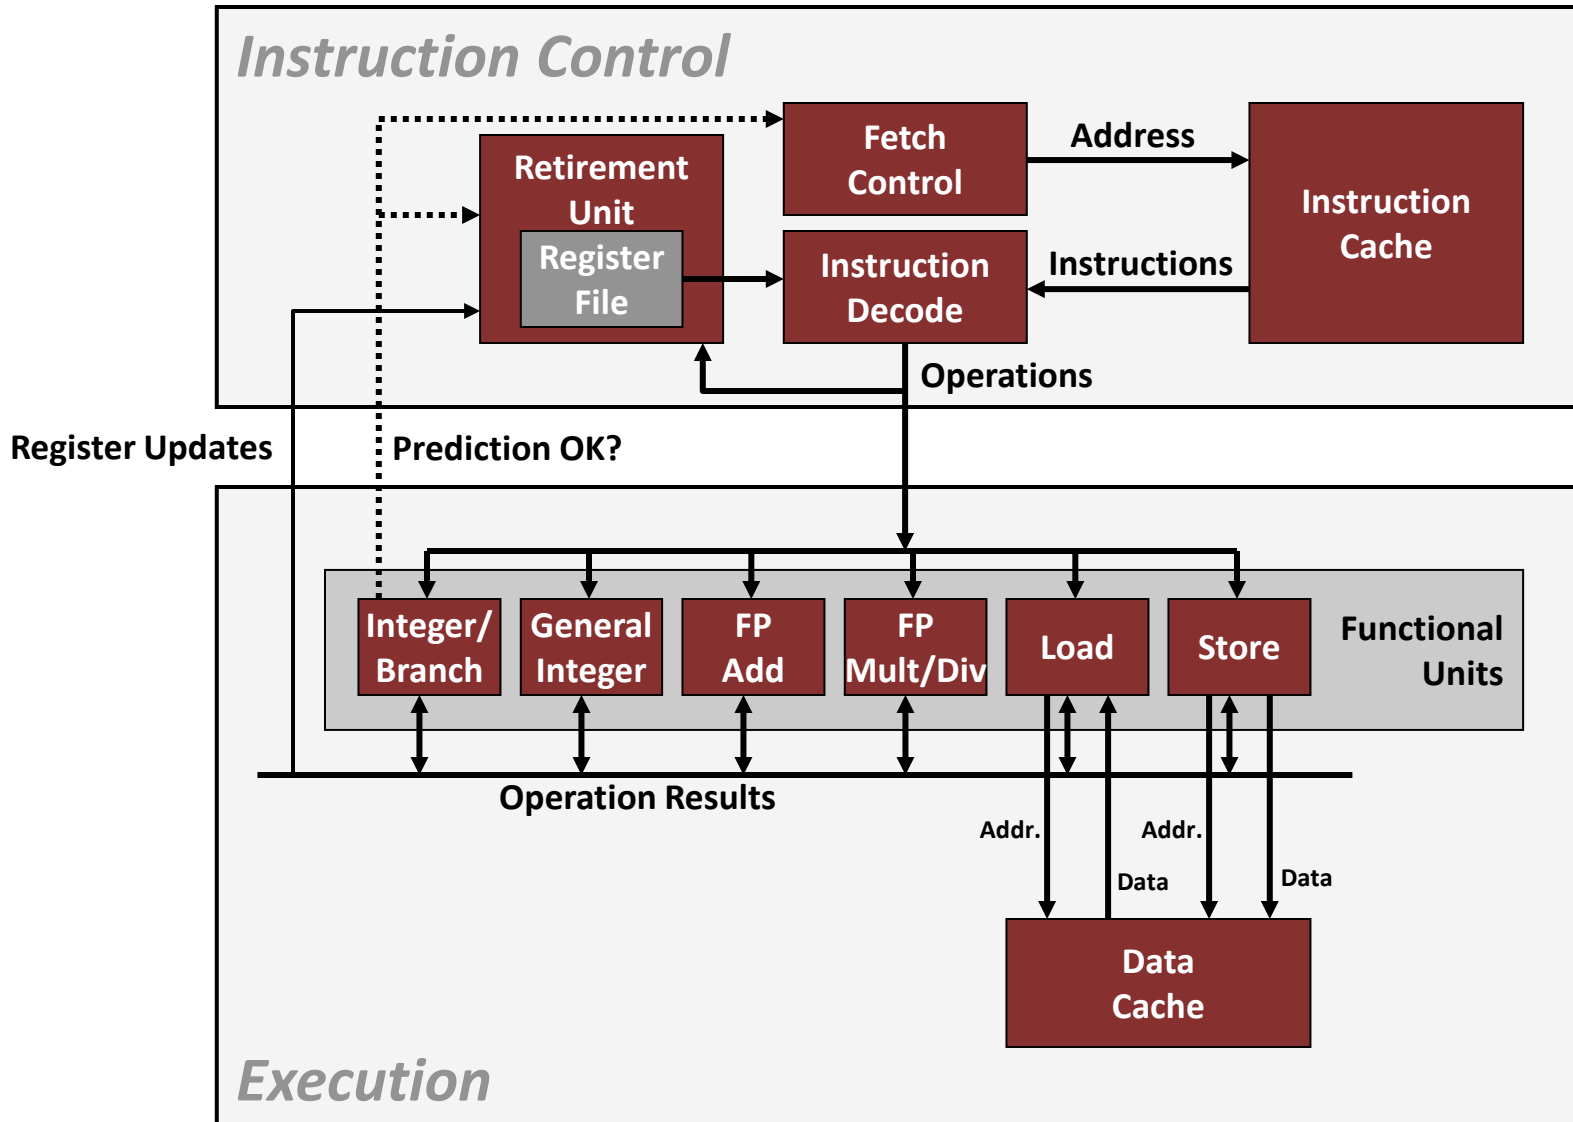 Instruction Control
Retirement
Unit
Register
File
Fetch
Control
Address
Instruction
Cache
Instruction
Decode
Instructions
Operations
Register Updates
Prediction OK?
Integer/
Branch
General
Integer
FP
Add
FP
Mult/Div
Load
Store
Functional
Units
Operation Results
Addr.
Data
Addr.
Data
Data
Cache
Execution